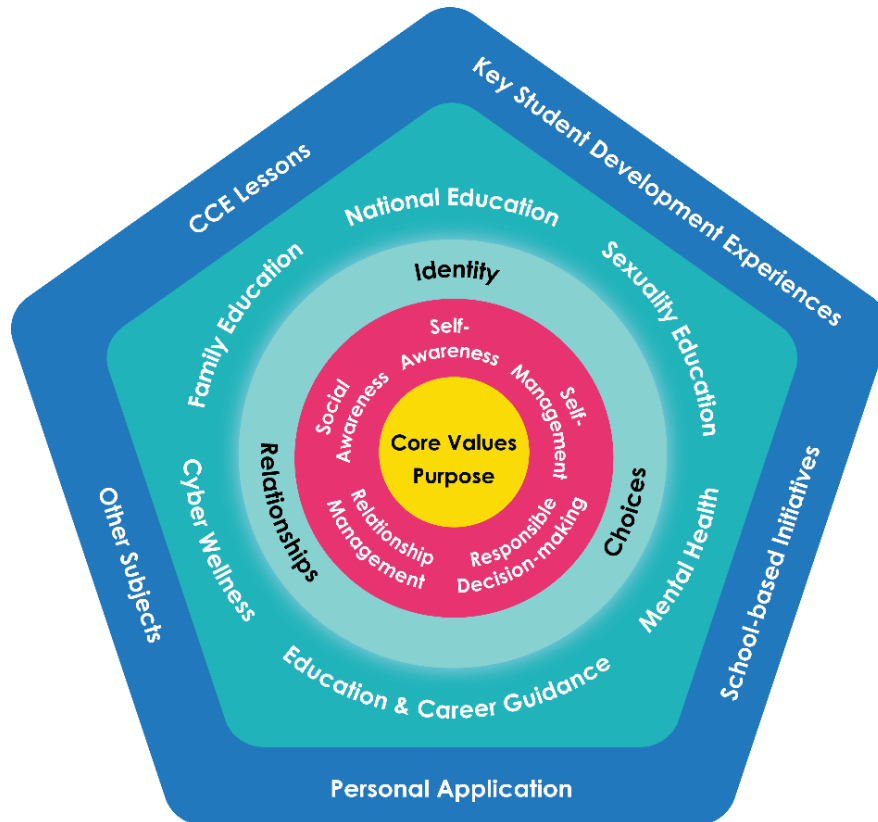 Key Student Development Experiences
CCE Lessons
National Education
Family Education
Sexuality Education
Identity
Self-
Awareness
Social
Awareness
Self-
Management
Core Values
Purpose
Relationships
Choices
Relationship
Management
Responsible
Decision-making
Cyber Wellness
Mental Health
Education & Career Guidance
Other Subjects
School-based Initiatives
Personal Application